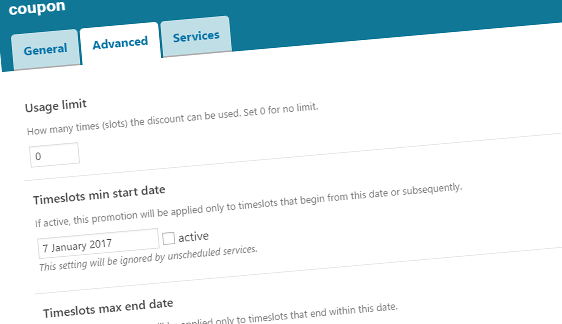 coupon
General Advanced Services
Usage limit
How many times (slots) the discount can be used. Set 0 for no limit.
0
Timeslots min start date
If active, this promotion will be applied only to timeslots that begin from this date or subsequently.
7 January 2017 active
This setting will be ignored by unscheduled services.
Timeslots max end date
applied only to timeslots that end within this date.